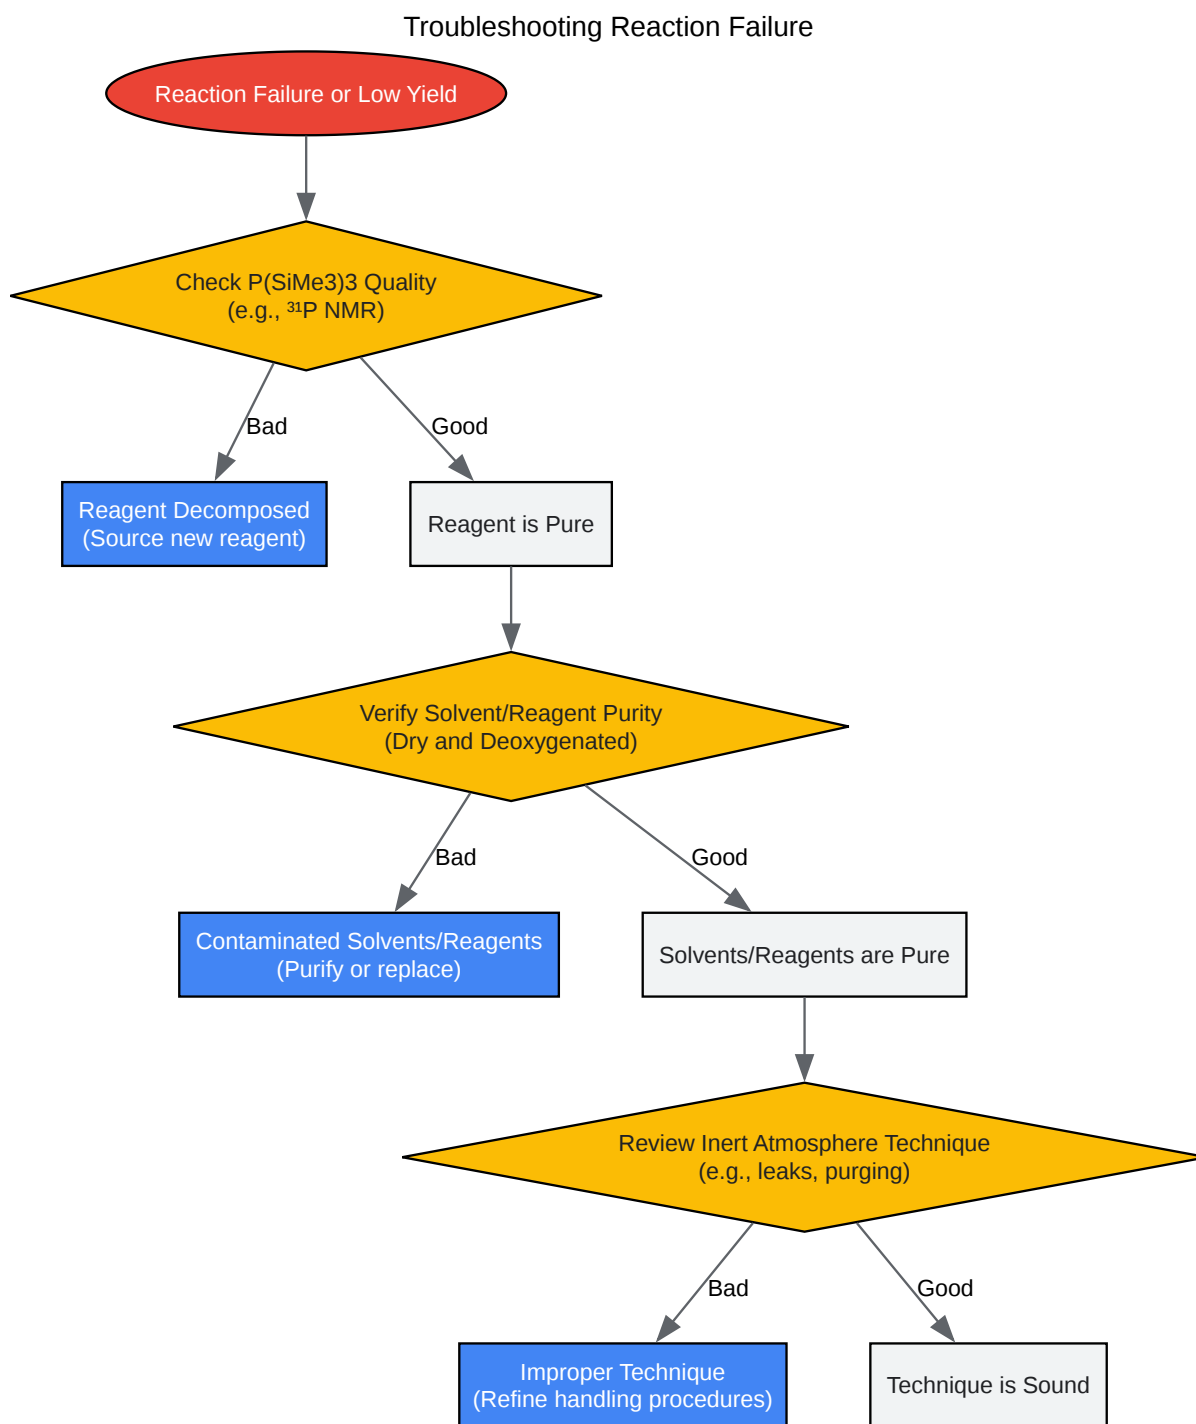 Troubleshooting Reaction Failure
Reaction Failure or Low Yield
Check P(SiMe3)3 Quality
(e.g., ³¹P NMR)
Bad
Good
Reagent Decomposed
(Source new reagent)
Reagent is Pure
Verify Solvent/Reagent Purity
(Dry and Deoxygenated)
Bad
Good
Contaminated Solvents/Reagents
(Purify or replace)
Solvents/Reagents are Pure
Review Inert Atmosphere Technique
(e.g., leaks, purging)
Bad
Good
Improper Technique
(Refine handling procedures)
Technique is Sound